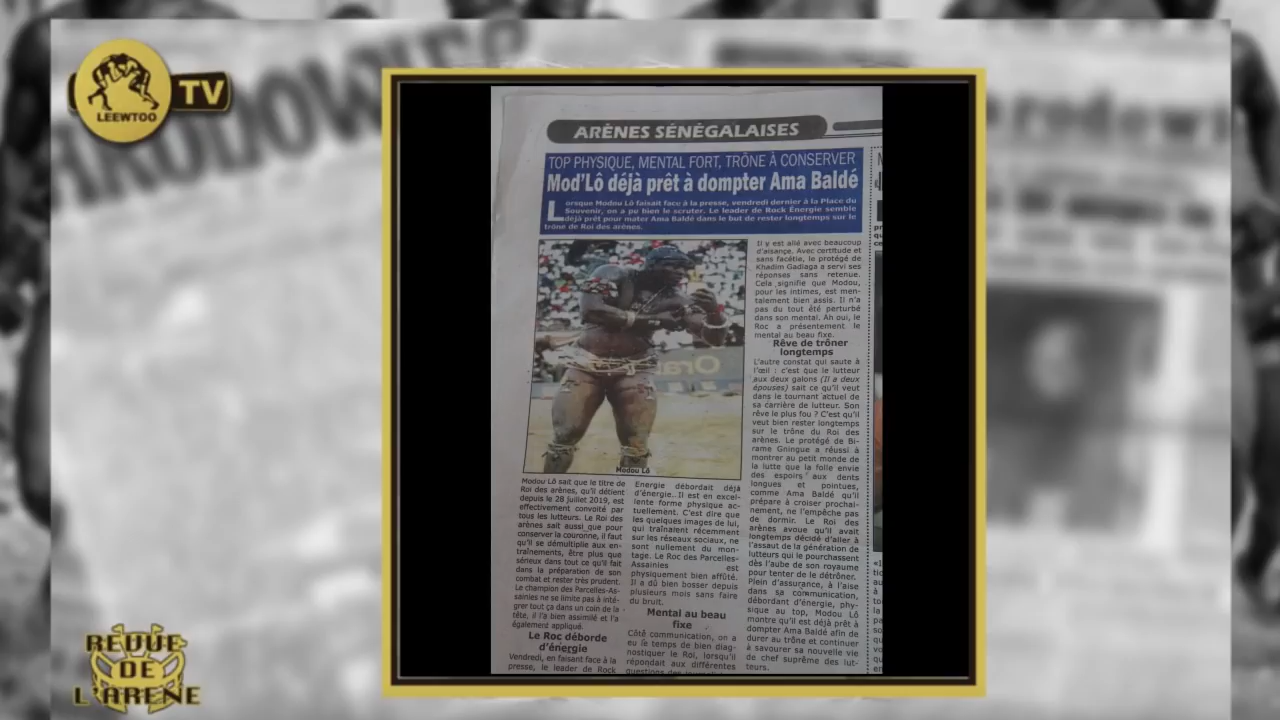 LEEWTOO
TV
ARÈNES SÉNÉGALAISES
TOP PHYSIQUE, MENTAL FORT, TRÔNE À CONSERVER
Mod'Lô déjà prêt à dompter Ama Baldé
Lorsque Modou Lô faisait face à la presse, vendredi dernier à la Place du
Souvenir, on a pu bien le scruter. Le leader de Rock Énergie semble
déjà prêt pour mater Ama Baldé dans le but de rester longtemps sur le
trône de Roi des arènes.
Modou Lô
Modou Lô sait que le titre de
Roi des arènes, qu'il détient
depuis le 28 juillet 2019, est
effectivement convoité par
tous les lutteurs. Le Roi des
arènes sait aussi que pour
conserver la couronne, il faut
qu'il se démultiplie aux en-
traînements, être plus que
sérieux dans tout ce qu'il fait
dans la préparation de son
combat et rester très prudent.
Le champion des Parcelles-As-
sainies ne se limite pas à inté-
grer tout ça dans un coin de la
tête, il l'a bien assimilé et l'a
également appliqué.
Le Roc déborde
d'énergie
Vendredi, en faisant face à la
presse, le leader de Rock
Energie débordait déjà
d'énergie. Il est en excel-
lente forme physique ac-
tuellement. C'est dire que
les quelques images de lui,
qui traînaient récemment
sur les réseaux sociaux, ne
sont nullement du mon-
tage. Le Roc des Parcelles-
Assainies est
physiquement bien affûté.
Il a dû bien bosser depuis
plusieurs mois sans faire
du bruit.
Mental au beau
fixe
Côté communication, on a
eu le temps de bien diag-
nostiquer le Roi, lorsqu'il
répondait aux différentes
questions des
Il y est allé avec beaucoup
d'aisance. Avec certitude et
sans facétie, le protégé de
Khadim Gadiaga a servi ses
réponses sans retenue.
Cela signifie que Modou,
pour les intimes, est men-
talement bien assis. Il n'a
pas du tout été perturbé
dans son mental. Ah oui, le
Roc a présentement le
mental au beau fixe.
Rêve de trôner
longtemps
L'autre constat qui saute à
l'œil : c'est que le lutteur
aux deux galons (Il a deux
épouses) sait ce qu'il veut
dans le tournant actuel de
sa carrière de lutteur. Son
rêve le plus fou ? C'est qu'il
veut bien rester longtemps
sur le trône du Roi des
arènes. Le protégé de Bi-
rame Gningue a réussi à
montrer au petit monde de
la lutte que la folle envie
des espoirs aux dents
longues et pointues,
comme Ama Baldé qu'il
prépare à croiser prochai-
nement, ne l'empêche pas
de dormir. Le Roi des
arènes avoue qu'il avait
longtemps décidé d'aller à
l'assaut de la génération de
lutteurs qui le pourchassent
dès l'aube de son royaume
pour tenter de le détrôner.
Plein d'assurance, à l'aise
dans sa communication,
débordant d'énergie, phy-
sique au top, Modou Lô
montre qu'il est déjà prêt à
dompter Ama Baldé afin de
durer au trône et continuer
à savourer sa nouvelle vie
de chef suprême des lut-
teurs.
REVUE
DE
L'ARENE